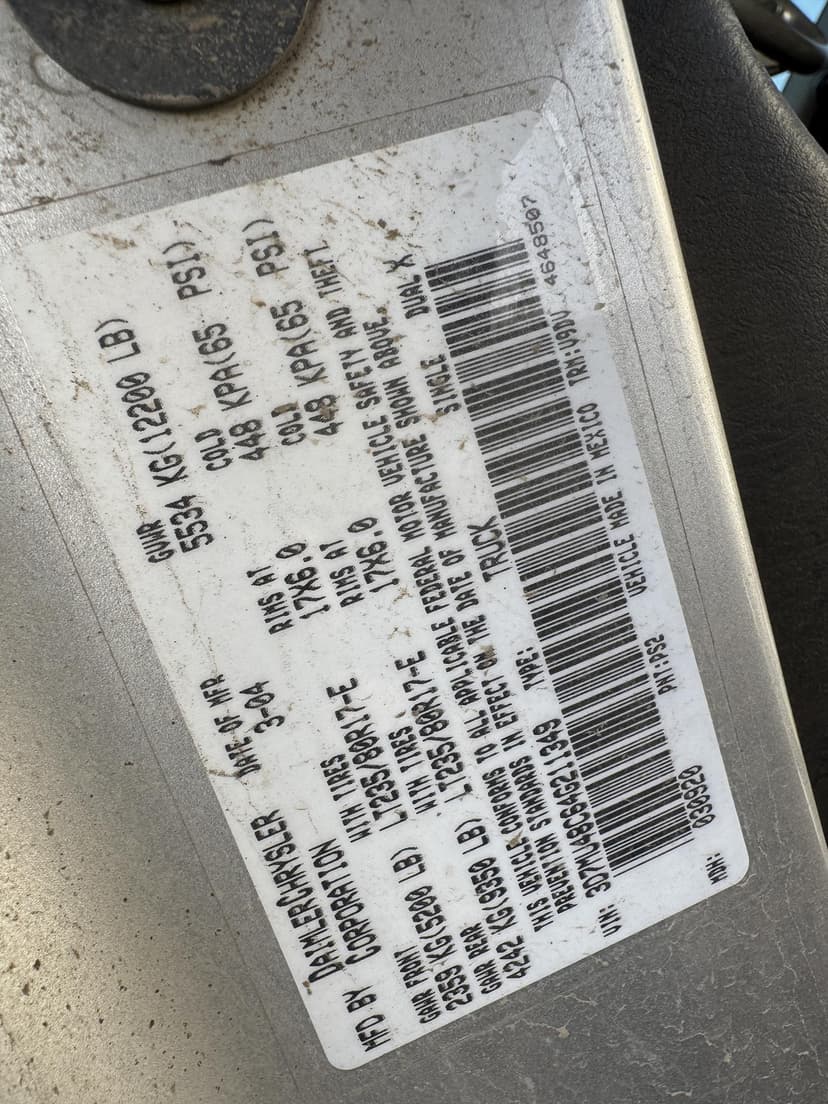 MFD BY DAIMLERCHRYSLER CORPORATION DATE OF MFR 3-04 GVWR 5534 KG(12200 LB)
GAWR FRONT WITH TIRES RIMS AT COLD
2359 KG(5200 LB) LT235/80R17-E 17X6.0 448 KPA(65 PSI)
GAWR REAR WITH TIRES RIMS AT COLD
4242 KG(9350 LB) LT235/80R17-E 17X6.0 448 KPA(65 PSI)
THIS VEHICLE CONFORMS TO ALL APPLICABLE FEDERAL MOTOR VEHICLE SAFETY AND THEFT
PREVENTION STANDARDS IN EFFECT ON THE DATE OF MANUFACTURE SHOWN ABOVE.
VIN: 3D7MU48C64G211349 TYPE: TRUCK SINGLE DUAL X
MDH: 030920 PNT:PS2 VEHICLE MADE IN MEXICO TRM: 4648507